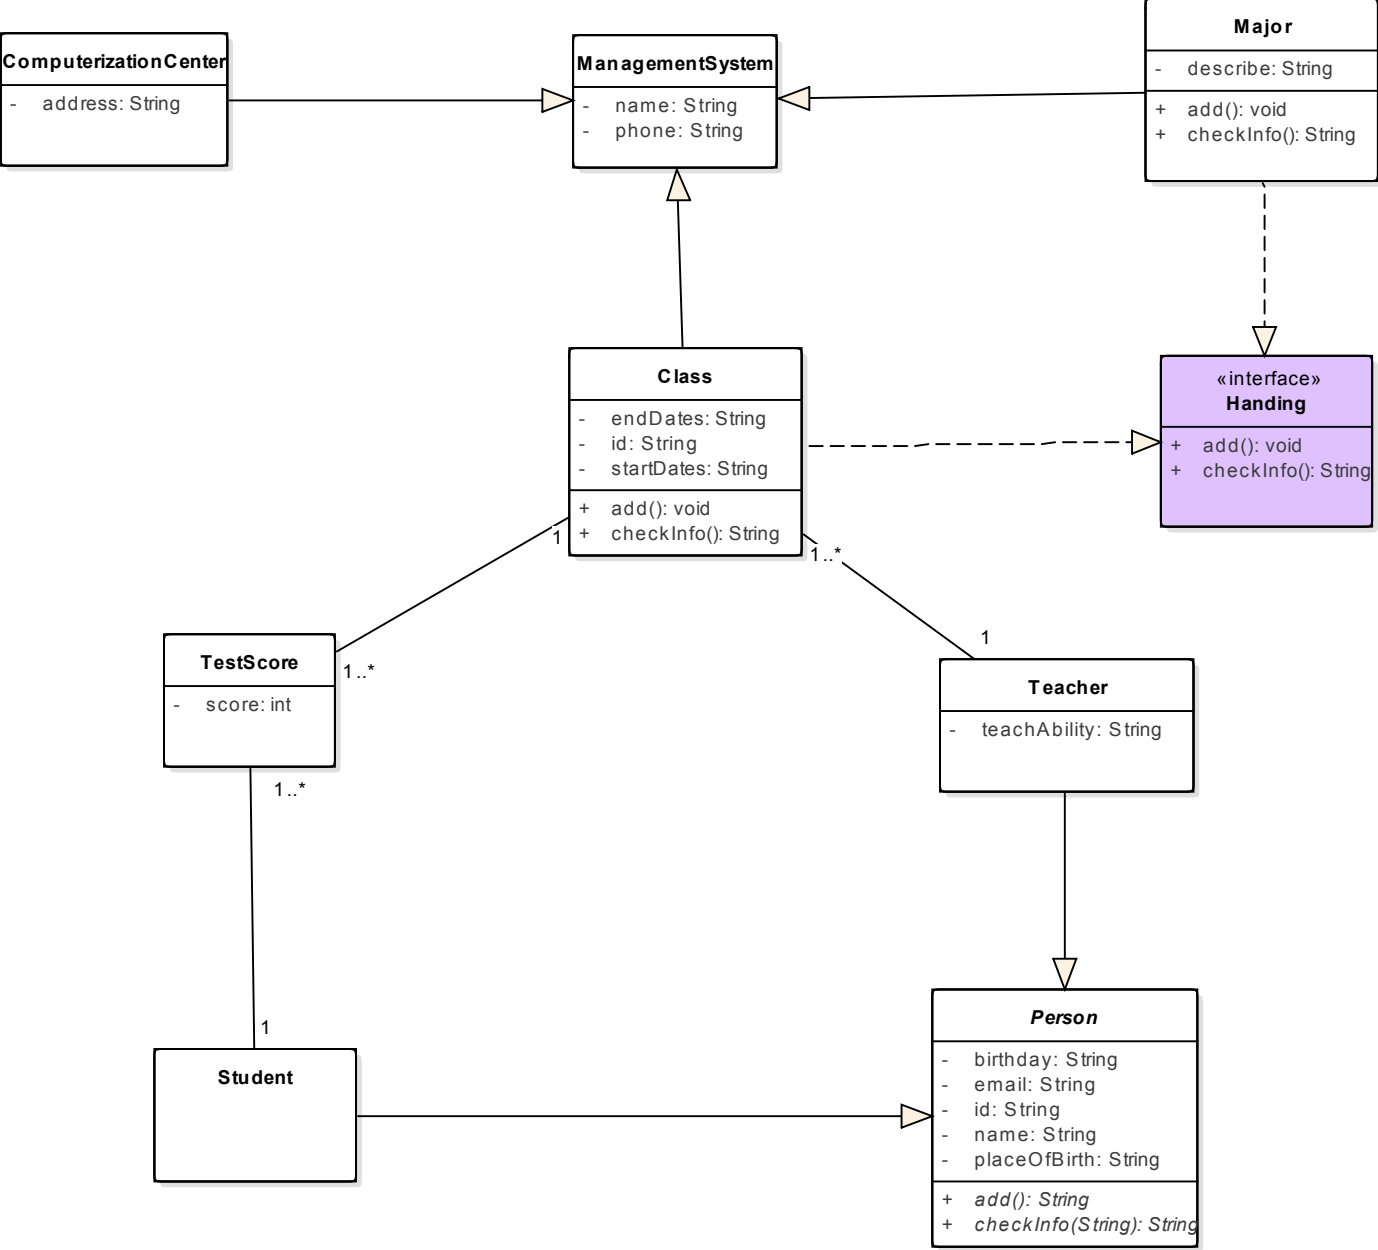 ComputerizationCenter
- address: String
ManagementSystem
- name: String
- phone: String
Major
- describe: String
+ add(): void
+ checkInfo(): String
Class
- endDates: String
- id: String
- startDates: String
+ add(): void
+ checkInfo(): String
«interface»
Handing
+ add(): void
+ checkInfo(): String
1
1..*
1..*
1
TestScore
- score: int
Teacher
- teachAbility: String
1..*
1
Student
Person
- birthday: String
- email: String
- id: String
- name: String
- placeOfBirth: String
+ add(): String
+ checkInfo(String): String